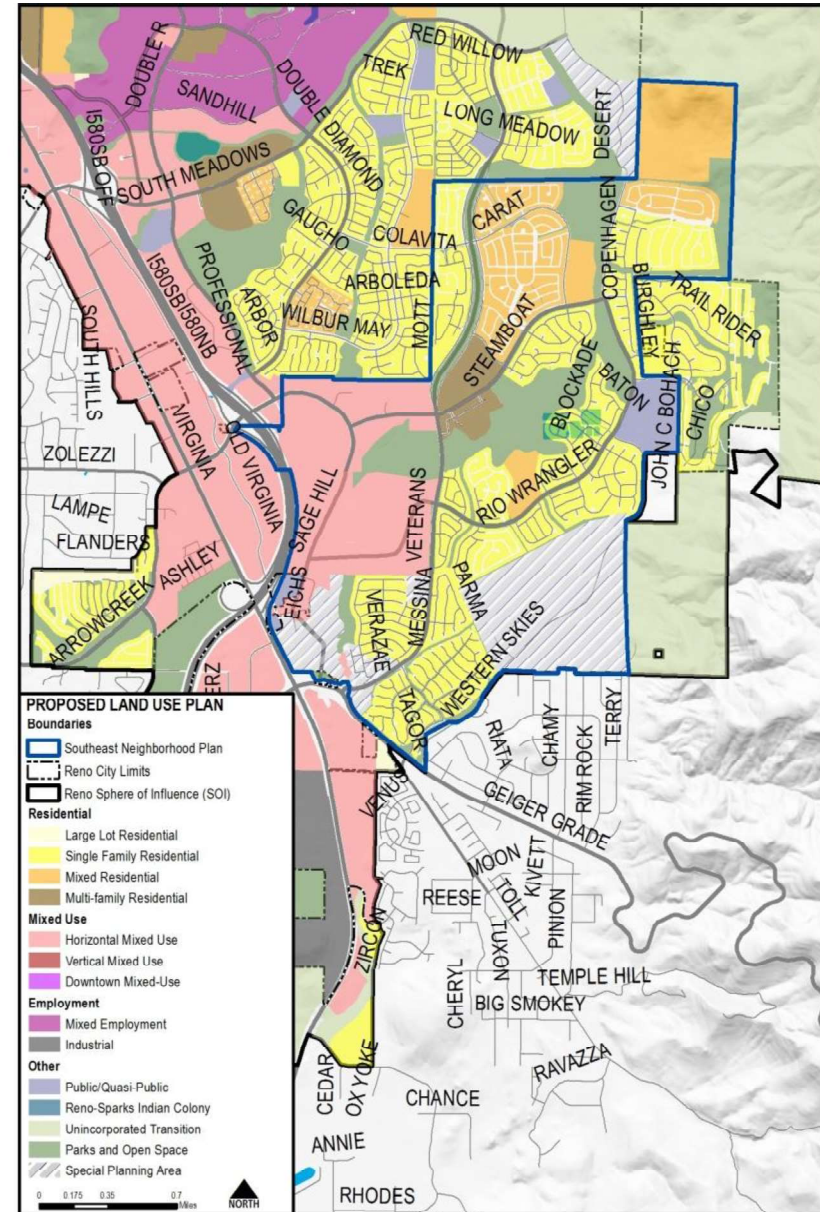 RED WILLOW
DOUBLE R
TREK
SANDHILL
DOUBLE DIAMOND
LONG MEADOW
DESERT
I580SB OFF
SOUTH MEADOWS
GAUCHO
COLAVITA
CARAT
COPENHAGEN
PROFESSIONAL
I580SB/I580NB
ARBOLEDA
MOTT
ARBOR
WILBUR MAY
STEAMBOAT
BURGHLEY
TRAIL RIDER
SOUTH HILLS
VIRGINIA
BLOCKADE
BATON
JOHN C BOHACH
CHICO
ZOLEZZI
LD VIRGINIA
LAMPE
SAGE HILL
VETERANS
RIO WRANGLER
FLANDERS
ASHLEY
EICHS
MESSINA
PARMA
ARROWCREEK
VERAZAE
WESTERN SKIES
ERZ
TAGOR
PROPOSED LAND USE PLAN
Boundaries
Southeast Neighborhood Plan
Reno City Limits
Reno Sphere of Influence (SOI)
Residential
Large Lot Residential
Single Family Residential
Mixed Residential
Multi-family Residential
Mixed Use
Horizontal Mixed Use
Vertical Mixed Use
Downtown Mixed-Use
Employment
Mixed Employment
Industrial
Other
Public/Quasi-Public
Reno-Sparks Indian Colony
Unincorporated Transition
Parks and Open Space
Special Planning Area
0 0.175 0.35 0.7
Miles
NORTH
RIATA
CHAMY
RIM ROCK
TERRY
VENUS
GEIGER GRADE
MOON
TOLL
KIVETT
REESE
PINION
ZIRCON
TUXON
CHERYL
TEMPLE HILL
BIG SMOKEY
RAVAZZA
CEDAR
OXYOKE
CHANCE
ANNIE
RHODES